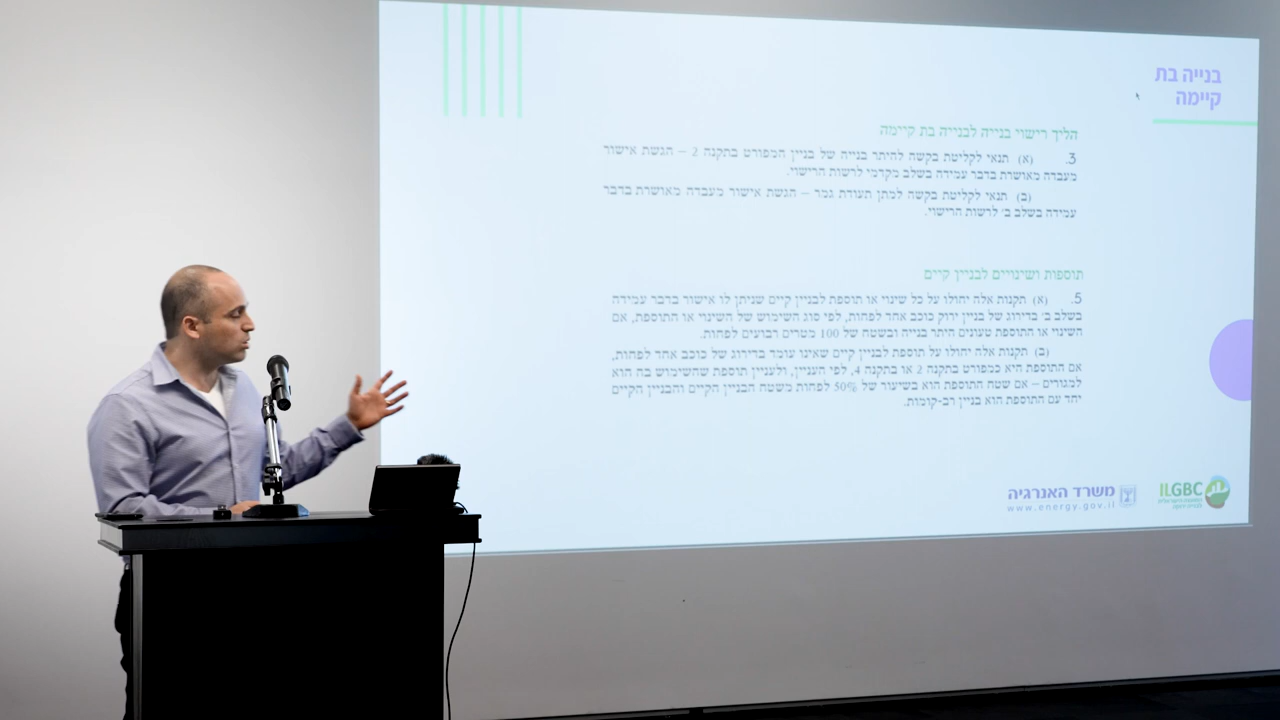 בנייה בת
קיימה
הליך רישוי בנייה לבנייה בת קיימה
3. (א) תנאי לקליטת בקשה להיתר בנייה של בניין המפורט בתקנה 2 – הגשת אישור
מעבדה מאושרת בדבר עמידה בשלב מקדמי לרשות הרישוי.
(ב) תנאי לקליטת בקשה למתן תעודת גמר – הגשת אישור מעבדה מאושרת בדבר
עמידה בשלב ב׳ לרשות הרישוי.
תוספות ושינויים לבניין קיים
5. (א) תקנות אלה יחולו על כל שינוי או תוספת לבניין קיים שניתן לו אישור בדבר עמידה
בשלב ב׳ בדירוג של בניין ירוק כוכב אחד לפחות, לפי סוג השימוש של השינוי או התוספת, אם
השינוי או התוספת טעונים היתר בנייה ובשטח של 100 מטרים רבועים לפחות.
(ב) תקנות אלה יחולו על תוספת לבניין קיים שאינו עומד בדירוג של כוכב אחד לפחות,
אם התוספת היא כמפורט בתקנה 2 או בתקנה 4, לפי העניין, ולעניין תוספת שהשימוש בה הוא
למגורים – אם שטח התוספת הוא בשיעור של 50% לפחות משטח הבניין הקיים והבניין הקיים
יחד עם התוספת הוא בניין רב-קומות.
משרד האנרגיה
www.energy.gov.il
ILGBC